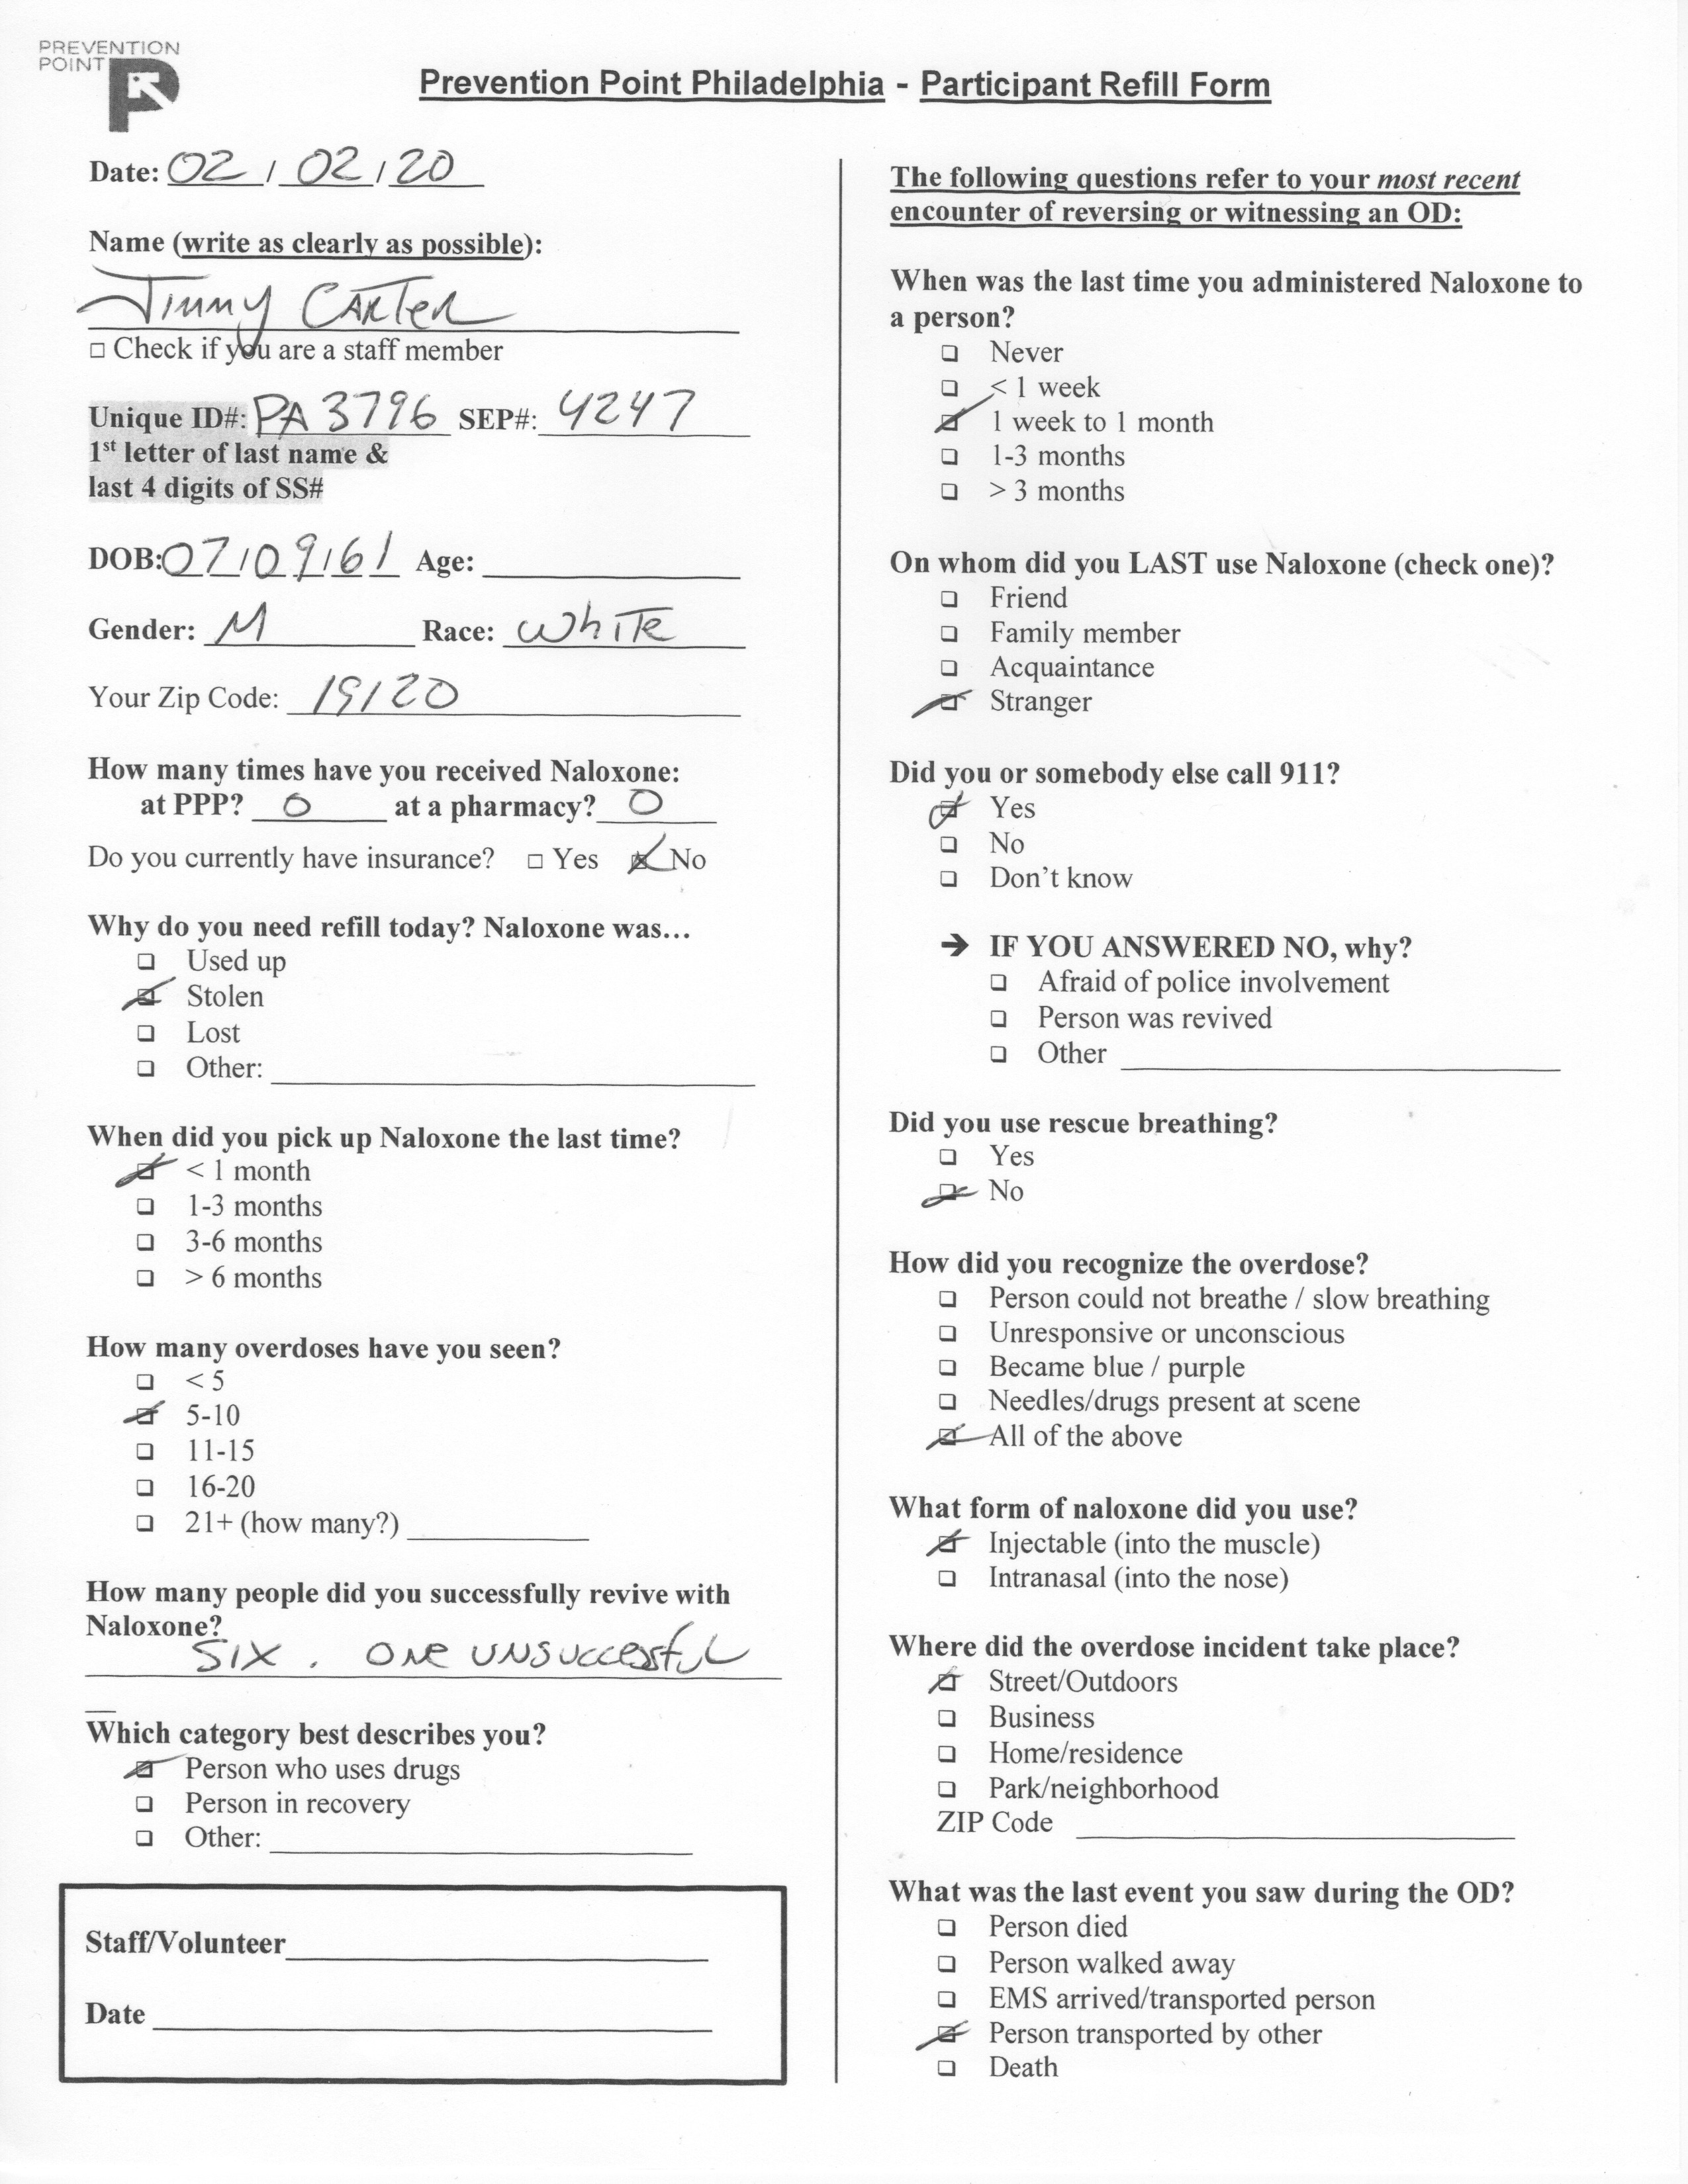 PREVENTION
POINT
Prevention Point Philadelphia - Participant Refill Form
Date: 02 / 02 / 20
Name (write as clearly as possible):
Jimmy Carter
□ Check if you are a staff member
Unique ID#: PA 3796 SEP#: 4247
1st letter of last name &
last 4 digits of SS#
DOB: 07/09/61 Age:
Gender: M Race: White
Your Zip Code: 19120
How many times have you received Naloxone:
at PPP? 0 at a pharmacy? 0
Do you currently have insurance? □ Yes ☒ No
Why do you need refill today? Naloxone was...
❑ Used up
☑ Stolen
❑ Lost
❑ Other:
When did you pick up Naloxone the last time?
☑ < 1 month
❑ 1-3 months
❑ 3-6 months
❑ > 6 months
How many overdoses have you seen?
❑ < 5
☑ 5-10
❑ 11-15
❑ 16-20
❑ 21+ (how many?)
How many people did you successfully revive with
Naloxone?
Six . One unsuccessful
Which category best describes you?
☑ Person who uses drugs
❑ Person in recovery
❑ Other:
Staff/Volunteer
Date
The following questions refer to your most recent
encounter of reversing or witnessing an OD:
When was the last time you administered Naloxone to
a person?
❑ Never
❑ < 1 week
☑ 1 week to 1 month
❑ 1-3 months
❑ > 3 months
On whom did you LAST use Naloxone (check one)?
❑ Friend
❑ Family member
❑ Acquaintance
☑ Stranger
Did you or somebody else call 911?
☑ Yes
❑ No
❑ Don't know
➔ IF YOU ANSWERED NO, why?
❑ Afraid of police involvement
❑ Person was revived
❑ Other
Did you use rescue breathing?
❑ Yes
☑ No
How did you recognize the overdose?
❑ Person could not breathe / slow breathing
❑ Unresponsive or unconscious
❑ Became blue / purple
❑ Needles/drugs present at scene
☑ All of the above
What form of naloxone did you use?
☑ Injectable (into the muscle)
❑ Intranasal (into the nose)
Where did the overdose incident take place?
☑ Street/Outdoors
❑ Business
❑ Home/residence
❑ Park/neighborhood
ZIP Code
What was the last event you saw during the OD?
❑ Person died
❑ Person walked away
❑ EMS arrived/transported person
☑ Person transported by other
❑ Death